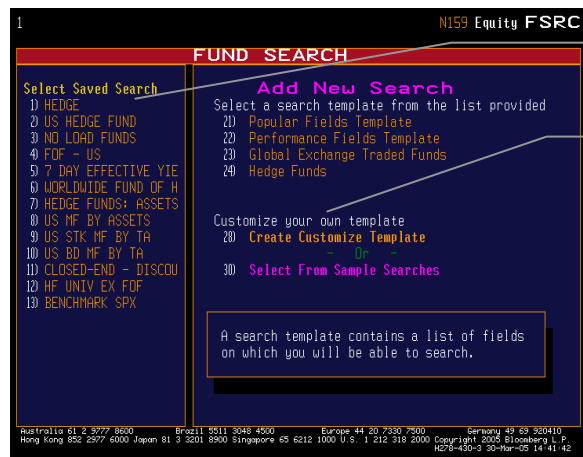 1
N159 Equity FSRC
FUND SEARCH
Select Saved Search
1) HEDGE
2) US HEDGE FUND
3) NO LOAD FUNDS
4) FOF - US
5) 7 DAY EFFECTIVE YIE
6) WORLDWIDE FUND OF H
7) HEDGE FUNDS: ASSETS
8) US MF BY ASSETS
9) US STK MF BY TA
10) US BD MF BY TA
11) CLOSED-END - DISCOU
12) HF UNIV EX FOF
13) BENCHMARK SPX
Add New Search
Select a search template from the list provided
21) Popular Fields Template
22) Performance Fields Template
23) Global Exchange Traded Funds
24) Hedge Funds
Customize your own template
28) Create Customize Template
- Or -
30) Select From Sample Searches
A search template contains a list of fields
on which you will be able to search.
Australia 61 2 9777 8600 Brazil 5511 3048 4500 Europe 44 20 7330 7500 Germany 49 69 920410
Hong Kong 852 2977 6000 Japan 81 3 3201 8900 Singapore 65 6212 1000 U.S. 1 212 318 2000 Copyright 2005 Bloomberg L.P.
H278-430-3 30-Mar-05 14:41:42